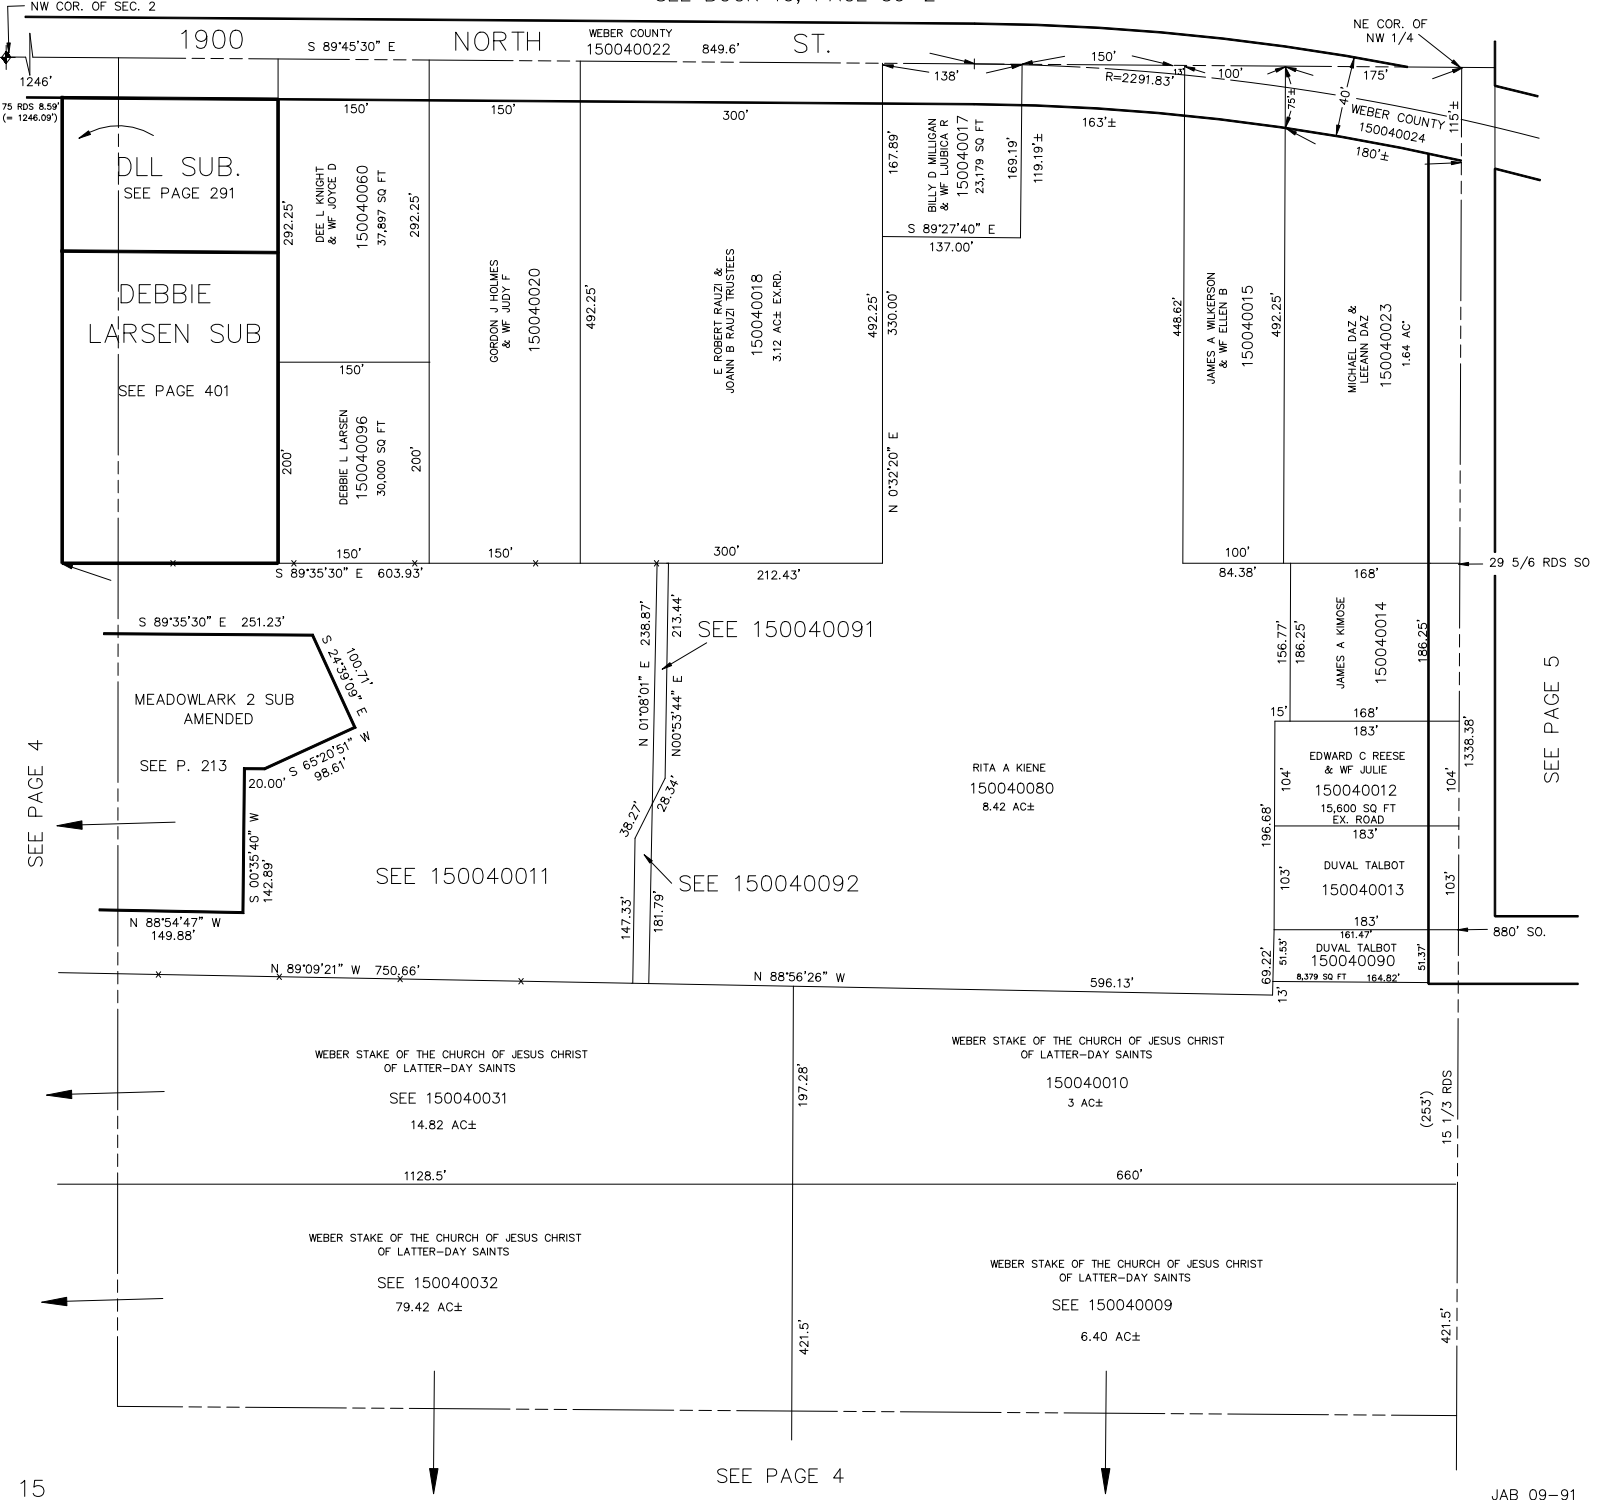 NW COR. OF SEC. 2
1900 NORTH ST.
S 89°45'30" E
WEBER COUNTY
150040022
849.6'
NE COR. OF
NW 1/4
1246'
75 RDS 8.59'
(= 1246.09')
138'
150'
R=2291.83'
13'
100'
175'
75'±
40'
115'±
WEBER COUNTY
150040024
180'±
150'
150'
300'
163'±
OLL SUB.
SEE PAGE 291
DEBBIE
LARSEN SUB
SEE PAGE 401
292.25'
DEE L KNIGHT
& WF JOYCE D
150040060
37,897 SQ FT
292.25'
150'
200'
DEBBIE L LARSEN
150040096
30,000 SQ FT
200'
150'
GORDON J HOLMES
& WF JUDY F
150040020
492.25'
150'
E ROBERT RAUZI &
JOANN B RAUZI TRUSTEES
150040018
3.12 AC± EX.RD.
492.25'
300'
167.89'
BILLY D MILLIGAN
& WF LJUBICA R
150040017
23,179 SQ FT
169.19'
119.19'±
S 89°27'40" E
137.00'
330.00'
N 0°32'20" E
448.62'
JAMES A WILKERSON
& WF ELLEN B
150040015
492.25'
100'
84.38'
MICHAEL DAZ &
LEEANN DAZ
150040023
1.64 AC'
168'
29 5/6 RDS SO
S 89°35'30" E 603.93'
212.43'
S 89°35'30" E 251.23'
S 24°39'09" E
100.71'
MEADOWLARK 2 SUB
AMENDED
SEE P. 213
20.00'
S 65°20'51" W
98.61'
S 00°35'40" W
142.89'
N 88°54'47" W
149.88'
SEE PAGE 4
SEE 150040011
N 01°08'01" E 238.87'
213.44'
N00°53'44" E
SEE 150040091
38.27'
28.34'
SEE 150040092
147.33'
181.79'
RITA A KIENE
150040080
8.42 AC±
156.77'
186.25'
JAMES A KIMOSE
150040014
186.25'
15'
168'
183'
1338.38'
SEE PAGE 5
EDWARD C REESE
& WF JULIE
150040012
15,600 SQ FT
EX. ROAD
104'
104'
196.68'
183'
DUVAL TALBOT
150040013
103'
103'
183'
161.47'
880' SO.
DUVAL TALBOT
150040090
8,379 SQ FT
164.82'
51.53'
51.37'
69.22'
13'
N 89°09'21" W 750.66'
N 88°56'26" W
596.13'
WEBER STAKE OF THE CHURCH OF JESUS CHRIST
OF LATTER-DAY SAINTS
SEE 150040031
14.82 AC±
197.28'
WEBER STAKE OF THE CHURCH OF JESUS CHRIST
OF LATTER-DAY SAINTS
150040010
3 AC±
(253')
15 1/3 RDS
1128.5'
660'
WEBER STAKE OF THE CHURCH OF JESUS CHRIST
OF LATTER-DAY SAINTS
SEE 150040032
79.42 AC±
421.5'
WEBER STAKE OF THE CHURCH OF JESUS CHRIST
OF LATTER-DAY SAINTS
SEE 150040009
6.40 AC±
421.5'
SEE PAGE 4
15
JAB 09-91